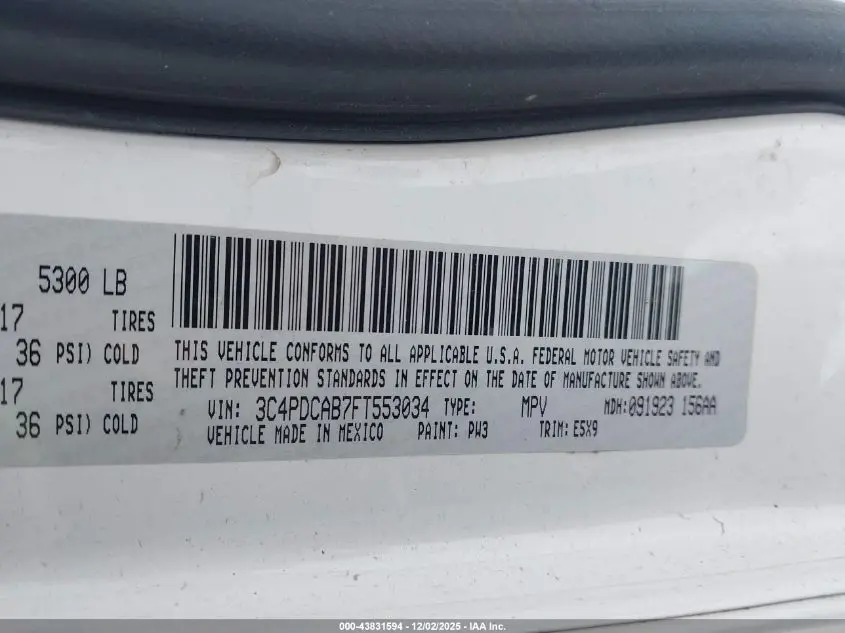 5300 LB
17 TIRES
36 PSI) COLD
17 TIRES
36 PSI) COLD
THIS VEHICLE CONFORMS TO ALL APPLICABLE U.S.A. FEDERAL MOTOR VEHICLE SAFETY AND
THEFT PREVENTION STANDARDS IN EFFECT ON THE DATE OF MANUFACTURE SHOWN ABOVE.
VIN: 3C4PDCAB7FT553034 TYPE: MPV MDH:091923 156AA
VEHICLE MADE IN MEXICO PAINT: PW3 TRIM: E5X9
000-43831594 - 12/02/2025 - IAA Inc.